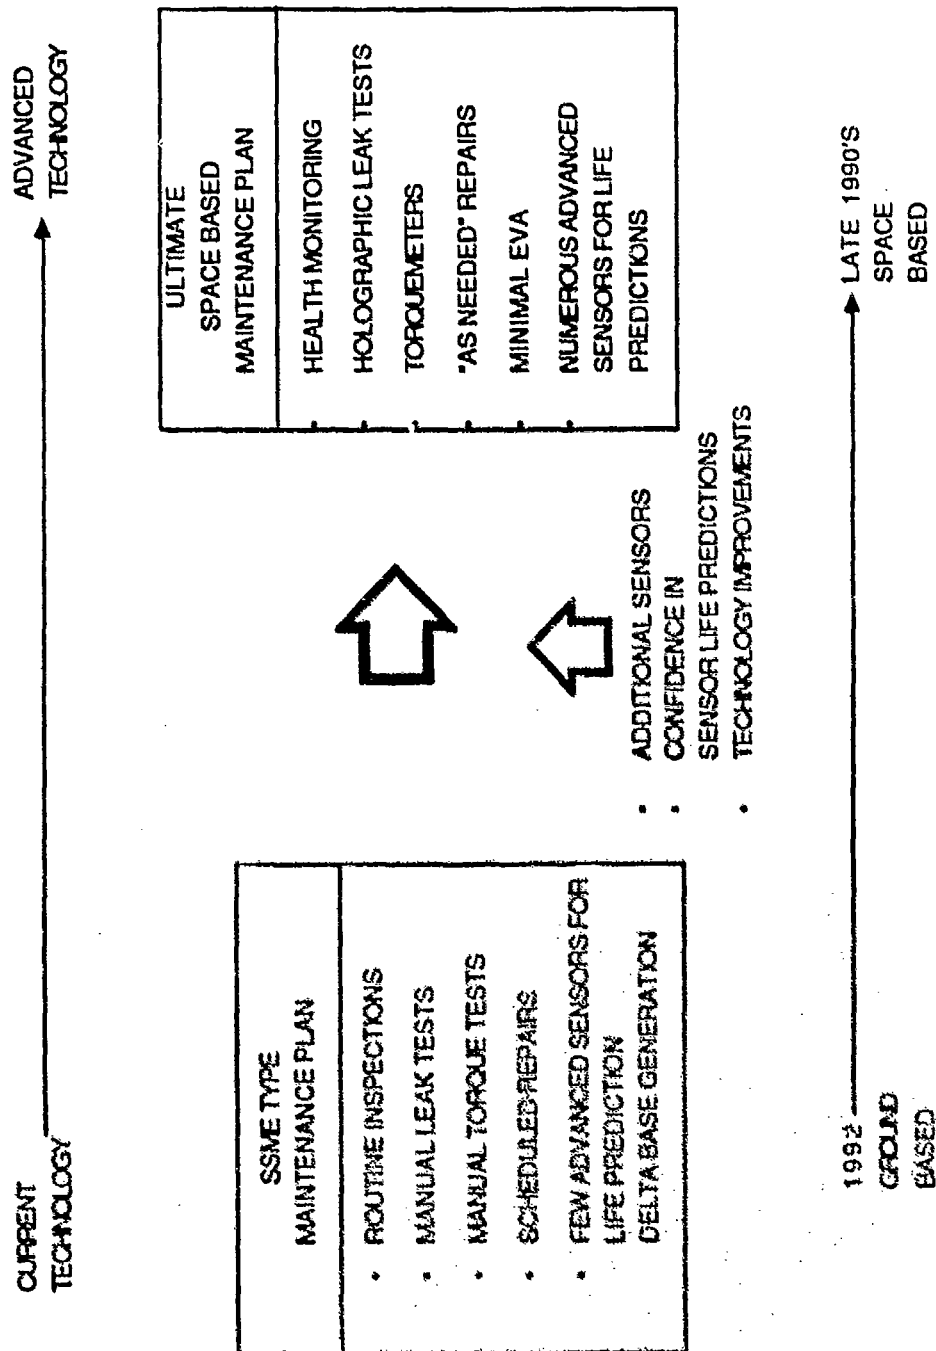 CURRENT
TECHNOLOGY
ADVANCED
TECHNOLOGY
SSME TYPE
MAINTENANCE PLAN
• ROUTINE INSPECTIONS
• MANUAL LEAK TESTS
• MANUAL TORQUE TESTS
• SCHEDULED REPAIRS
• FEW ADVANCED SENSORS FOR
LIFE PREDICTION
DELTA BASE GENERATION
• ADDITIONAL SENSORS
• CONFIDENCE IN
SENSOR LIFE PREDICTIONS
• TECHNOLOGY IMPROVEMENTS
ULTIMATE
SPACE BASED
MAINTENANCE PLAN
• HEALTH MONITORING
• HOLOGRAPHIC LEAK TESTS
• TORQUEMETERS
• "AS NEEDED" REPAIRS
• MINIMAL EVA
• NUMEROUS ADVANCED
SENSORS FOR LIFE
PREDICTIONS
1992
GROUND
BASED
LATE 1990'S
SPACE
BASED